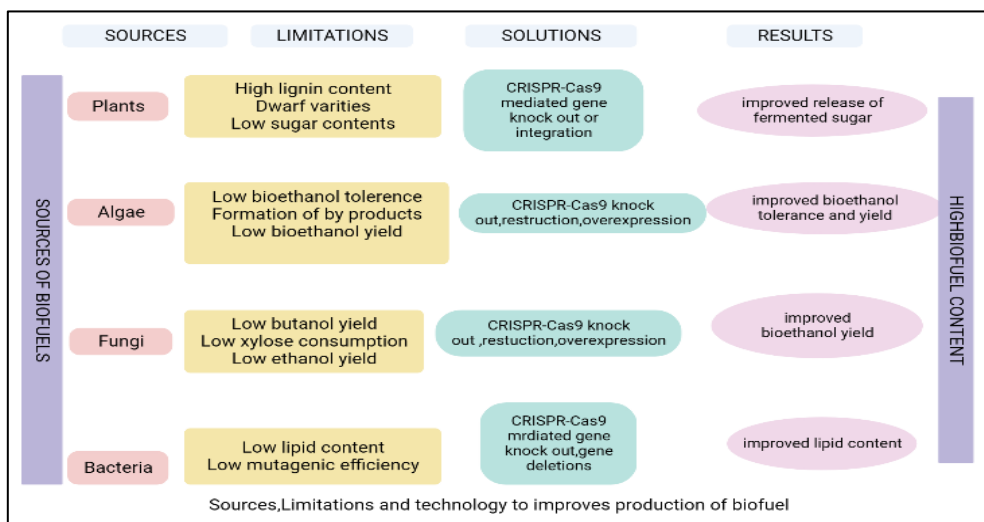 SOURCES
LIMITATIONS
SOLUTIONS
RESULTS
SOURCES OF BIOFUELS
Plants
High lignin content
Dwarf varities
Low sugar contents
CRISPR-Cas9
mediated gene
knock out or
integration
improved release of
fermented sugar
Algae
Low bioethanol tolerence
Formation of by products
Low bioethanol yield
CRISPR-Cas9 knock
out,restruction,overexpression
improved bioethanol
tolerance and yield
Fungi
Low butanol yield
Low xylose consumption
Low ethanol yield
CRISPR-Cas9 knock
out ,restuction,overexpression
improved
bioethanol yield
Bacteria
Low lipid content
Low mutagenic efficiency
CRISPR-Cas9
mrdiated gene
knock out,gene
deletions
improved lipid content
HIGHBIOFUEL CONTENT
Sources,Limitations and technology to improves production of biofuel